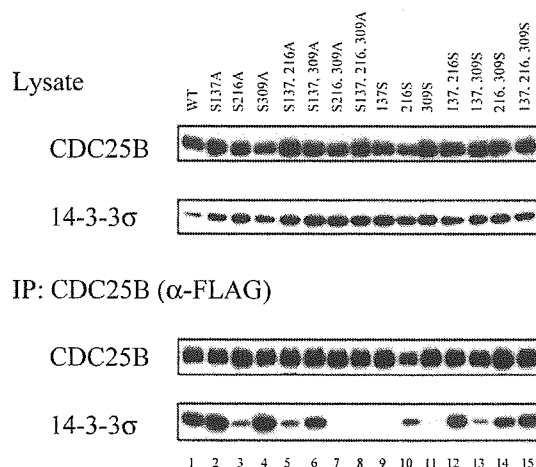 Lysate
WT S137A S216A S309A S137, 216A S137, 309A S216, 309A S137, 216, 309A 137S 216S 309S 137, 216S 137, 309S 216, 309S 137, 216, 309S
CDC25B
14-3-3σ
IP: CDC25B (α-FLAG)
CDC25B
14-3-3σ
1 2 3 4 5 6 7 8 9 10 11 12 13 14 15